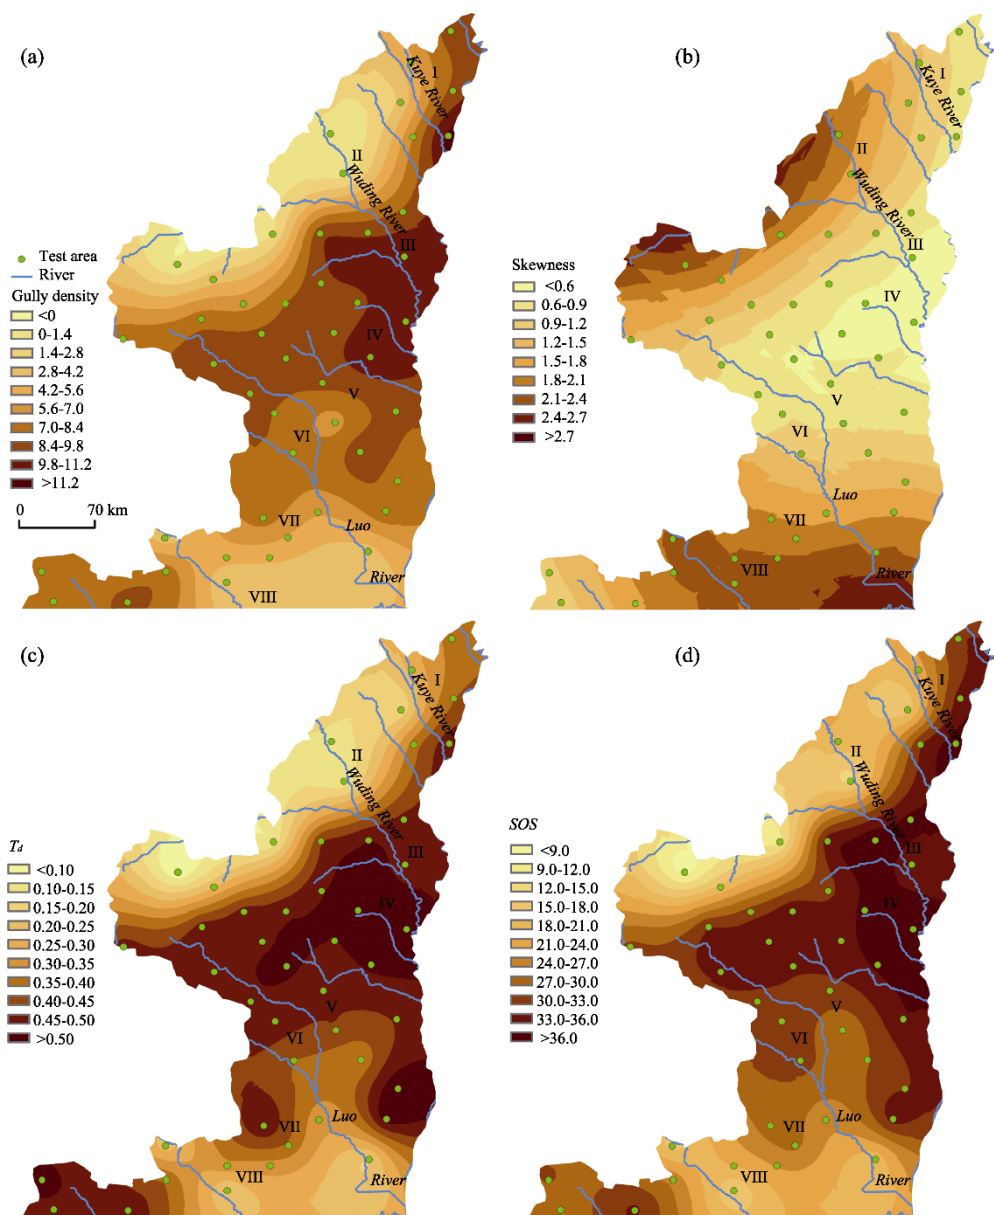 (a)
I
Kuye River
II
Wuding River
III
IV
V
VI
VII
Luo
River
VIII
Test area
River
Gully density
<0
0-1.4
1.4-2.8
2.8-4.2
4.2-5.6
5.6-7.0
7.0-8.4
8.4-9.8
9.8-11.2
>11.2
0 70 km
(b)
I
Kuye River
II
Wuding River
III
IV
V
VI
Luo
VII
VIII
River
Skewness
<0.6
0.6-0.9
0.9-1.2
1.2-1.5
1.5-1.8
1.8-2.1
2.1-2.4
2.4-2.7
>2.7
(c)
I
Kuye River
II
Wuding River
III
IV
V
VI
Luo
VII
VIII
River
Td
<0.10
0.10-0.15
0.15-0.20
0.20-0.25
0.25-0.30
0.30-0.35
0.35-0.40
0.40-0.45
0.45-0.50
>0.50
(d)
I
Kuye River
II
Wuding River
III
IV
V
VI
Luo
VII
VIII
River
SOS
<9.0
9.0-12.0
12.0-15.0
15.0-18.0
18.0-21.0
21.0-24.0
24.0-27.0
27.0-30.0
30.0-33.0
33.0-36.0
>36.0